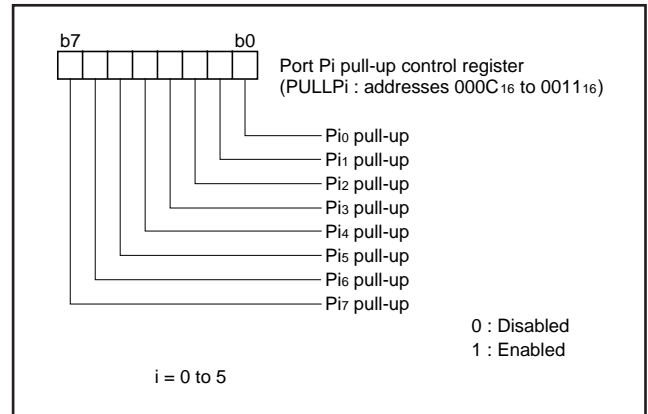 b7 b0
Port Pi pull-up control register
(PULLPi : addresses 000C₁₆ to 0011₁₆)
Pi₀ pull-up
Pi₁ pull-up
Pi₂ pull-up
Pi₃ pull-up
Pi₄ pull-up
Pi₅ pull-up
Pi₆ pull-up
Pi₇ pull-up
0 : Disabled
1 : Enabled
i = 0 to 5